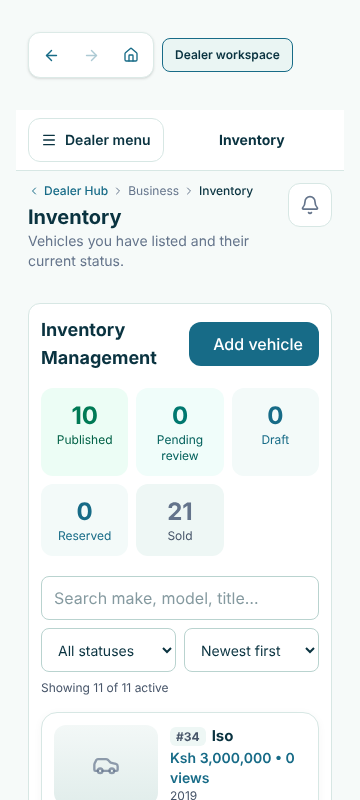 Dealer workspace
Dealer menu
Inventory
Dealer Hub
Business
Inventory
Inventory
Vehicles you have listed and their
current status.
Inventory
Management
Add vehicle
10
Published
0
Pending
review
0
Draft
0
Reserved
21
Sold
Search make, model, title...
All statuses
Newest first
Showing 11 of 11 active
#34 Iso
Ksh 3,000,000 • 0
views
2019